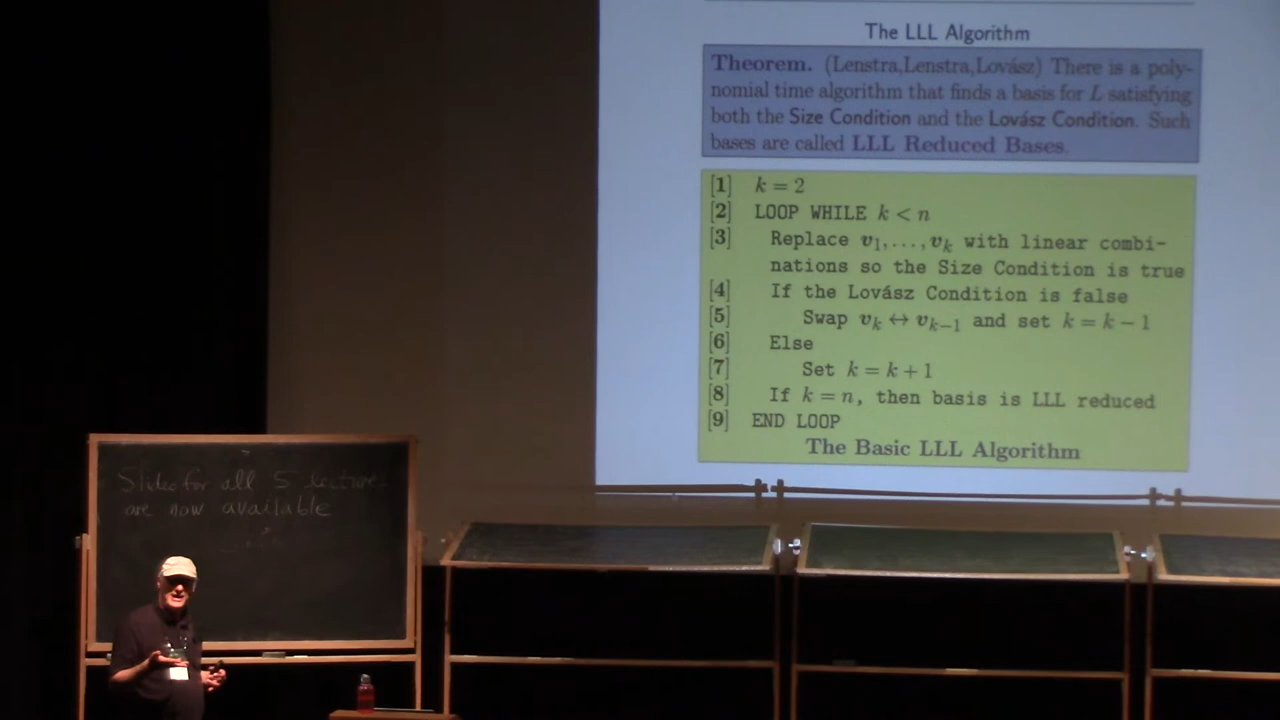 The LLL Algorithm
Theorem. (Lenstra,Lenstra,Lovász) There is a poly-
nomial time algorithm that finds a basis for L satisfying
both the Size Condition and the Lovász Condition. Such
bases are called LLL Reduced Bases.
[1] k = 2
[2] LOOP WHILE k < n
[3] Replace v₁,...,vₖ with linear combi-
nations so the Size Condition is true
[4] If the Lovász Condition is false
[5] Swap vₖ ↔ vₖ₋₁ and set k = k − 1
[6] Else
[7] Set k = k + 1
[8] If k = n, then basis is LLL reduced
[9] END LOOP
The Basic LLL Algorithm
Slides for all 5 lectures
are now available